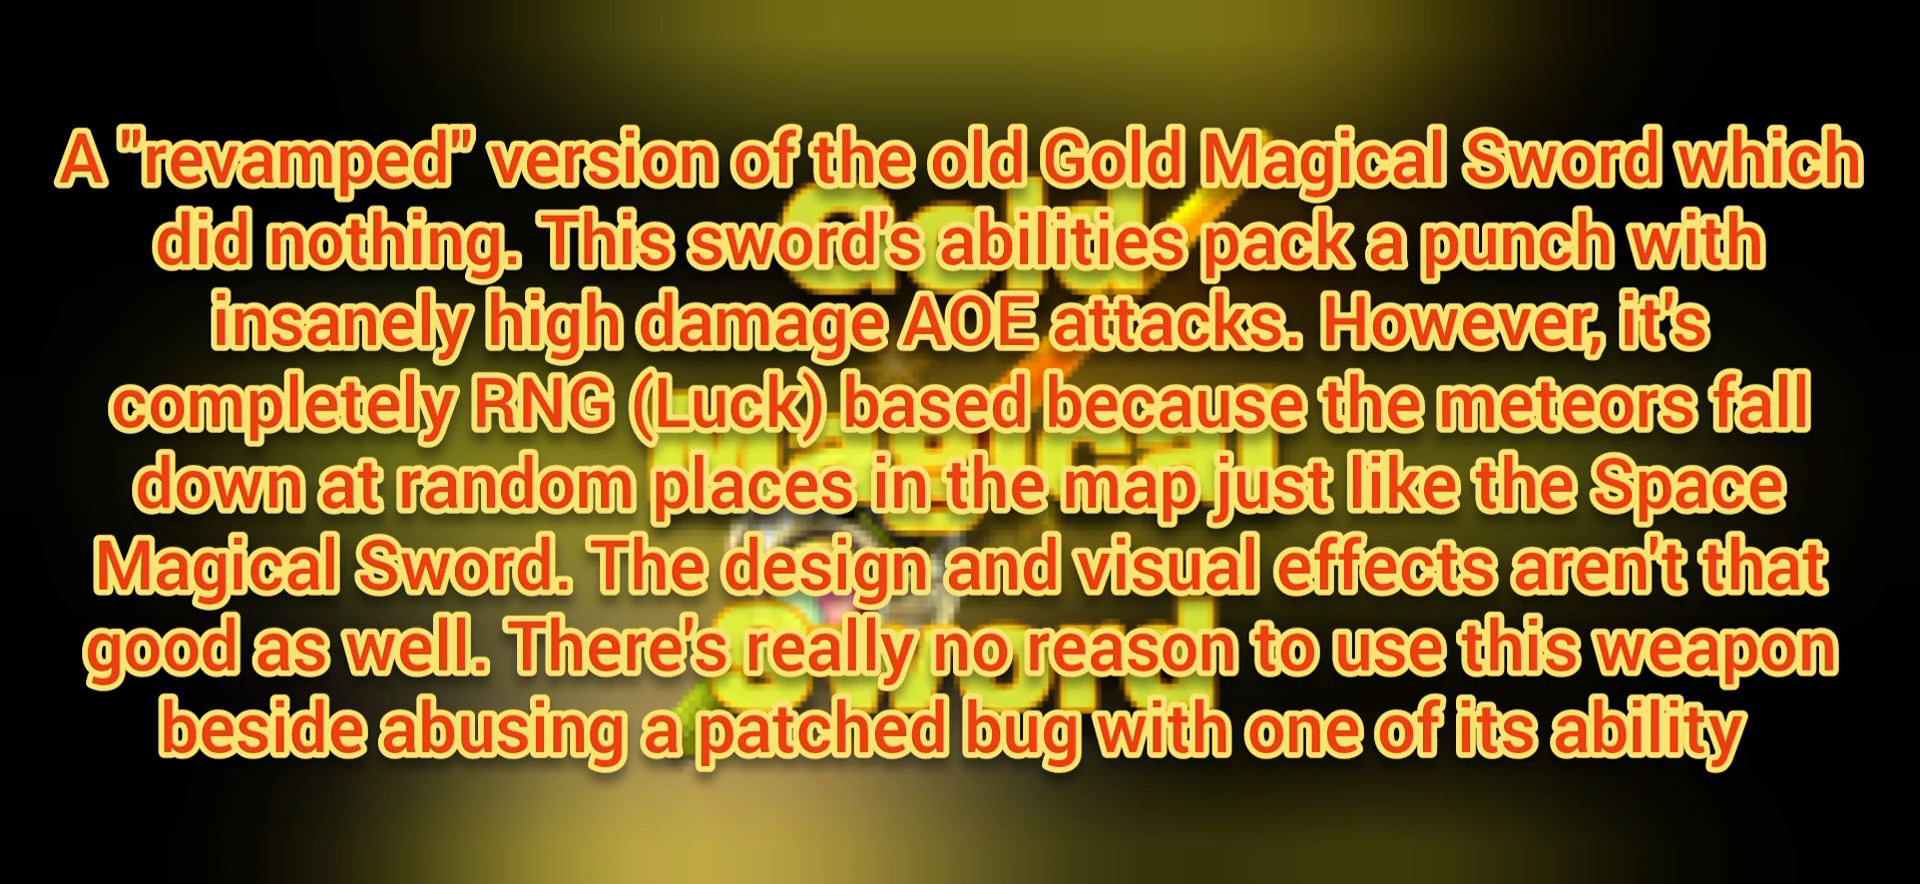 A "revamped" version of the old Gold Magical Sword which
did nothing. This sword's abilities pack a punch with
insanely high damage AOE attacks. However, it's
completely RNG (Luck) based because the meteors fall
down at random places in the map just like the Space
Magical Sword. The design and visual effects aren't that
good as well. There's really no reason to use this weapon
beside abusing a patched bug with one of its ability
Gold
Magical
Sword